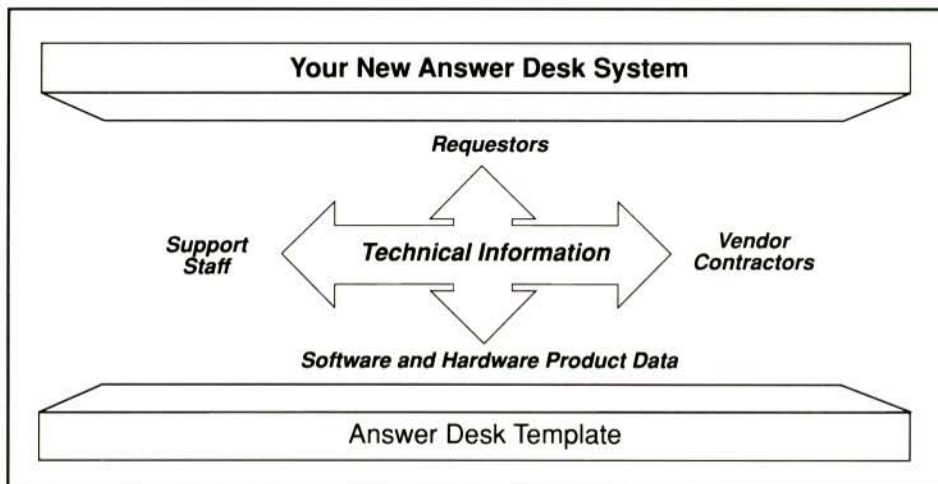 Your New Answer Desk System
Requestors
Support
Staff
Technical Information
Vendor
Contractors
Software and Hardware Product Data
Answer Desk Template